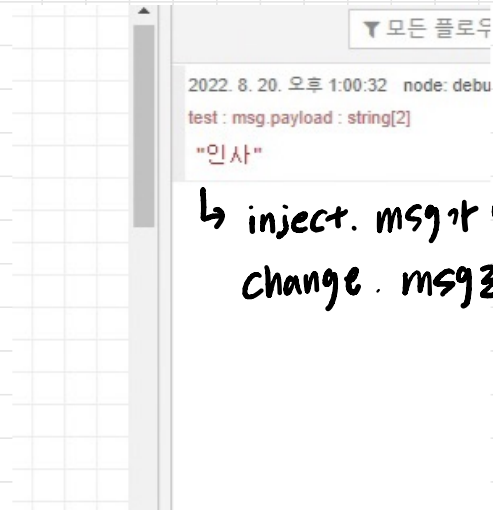 모든 플로우
2022. 8. 20. 오후 1:00:32 node: debu
test : msg.payload : string[2]
"인사"
↳ inject. msg가
change. msg로